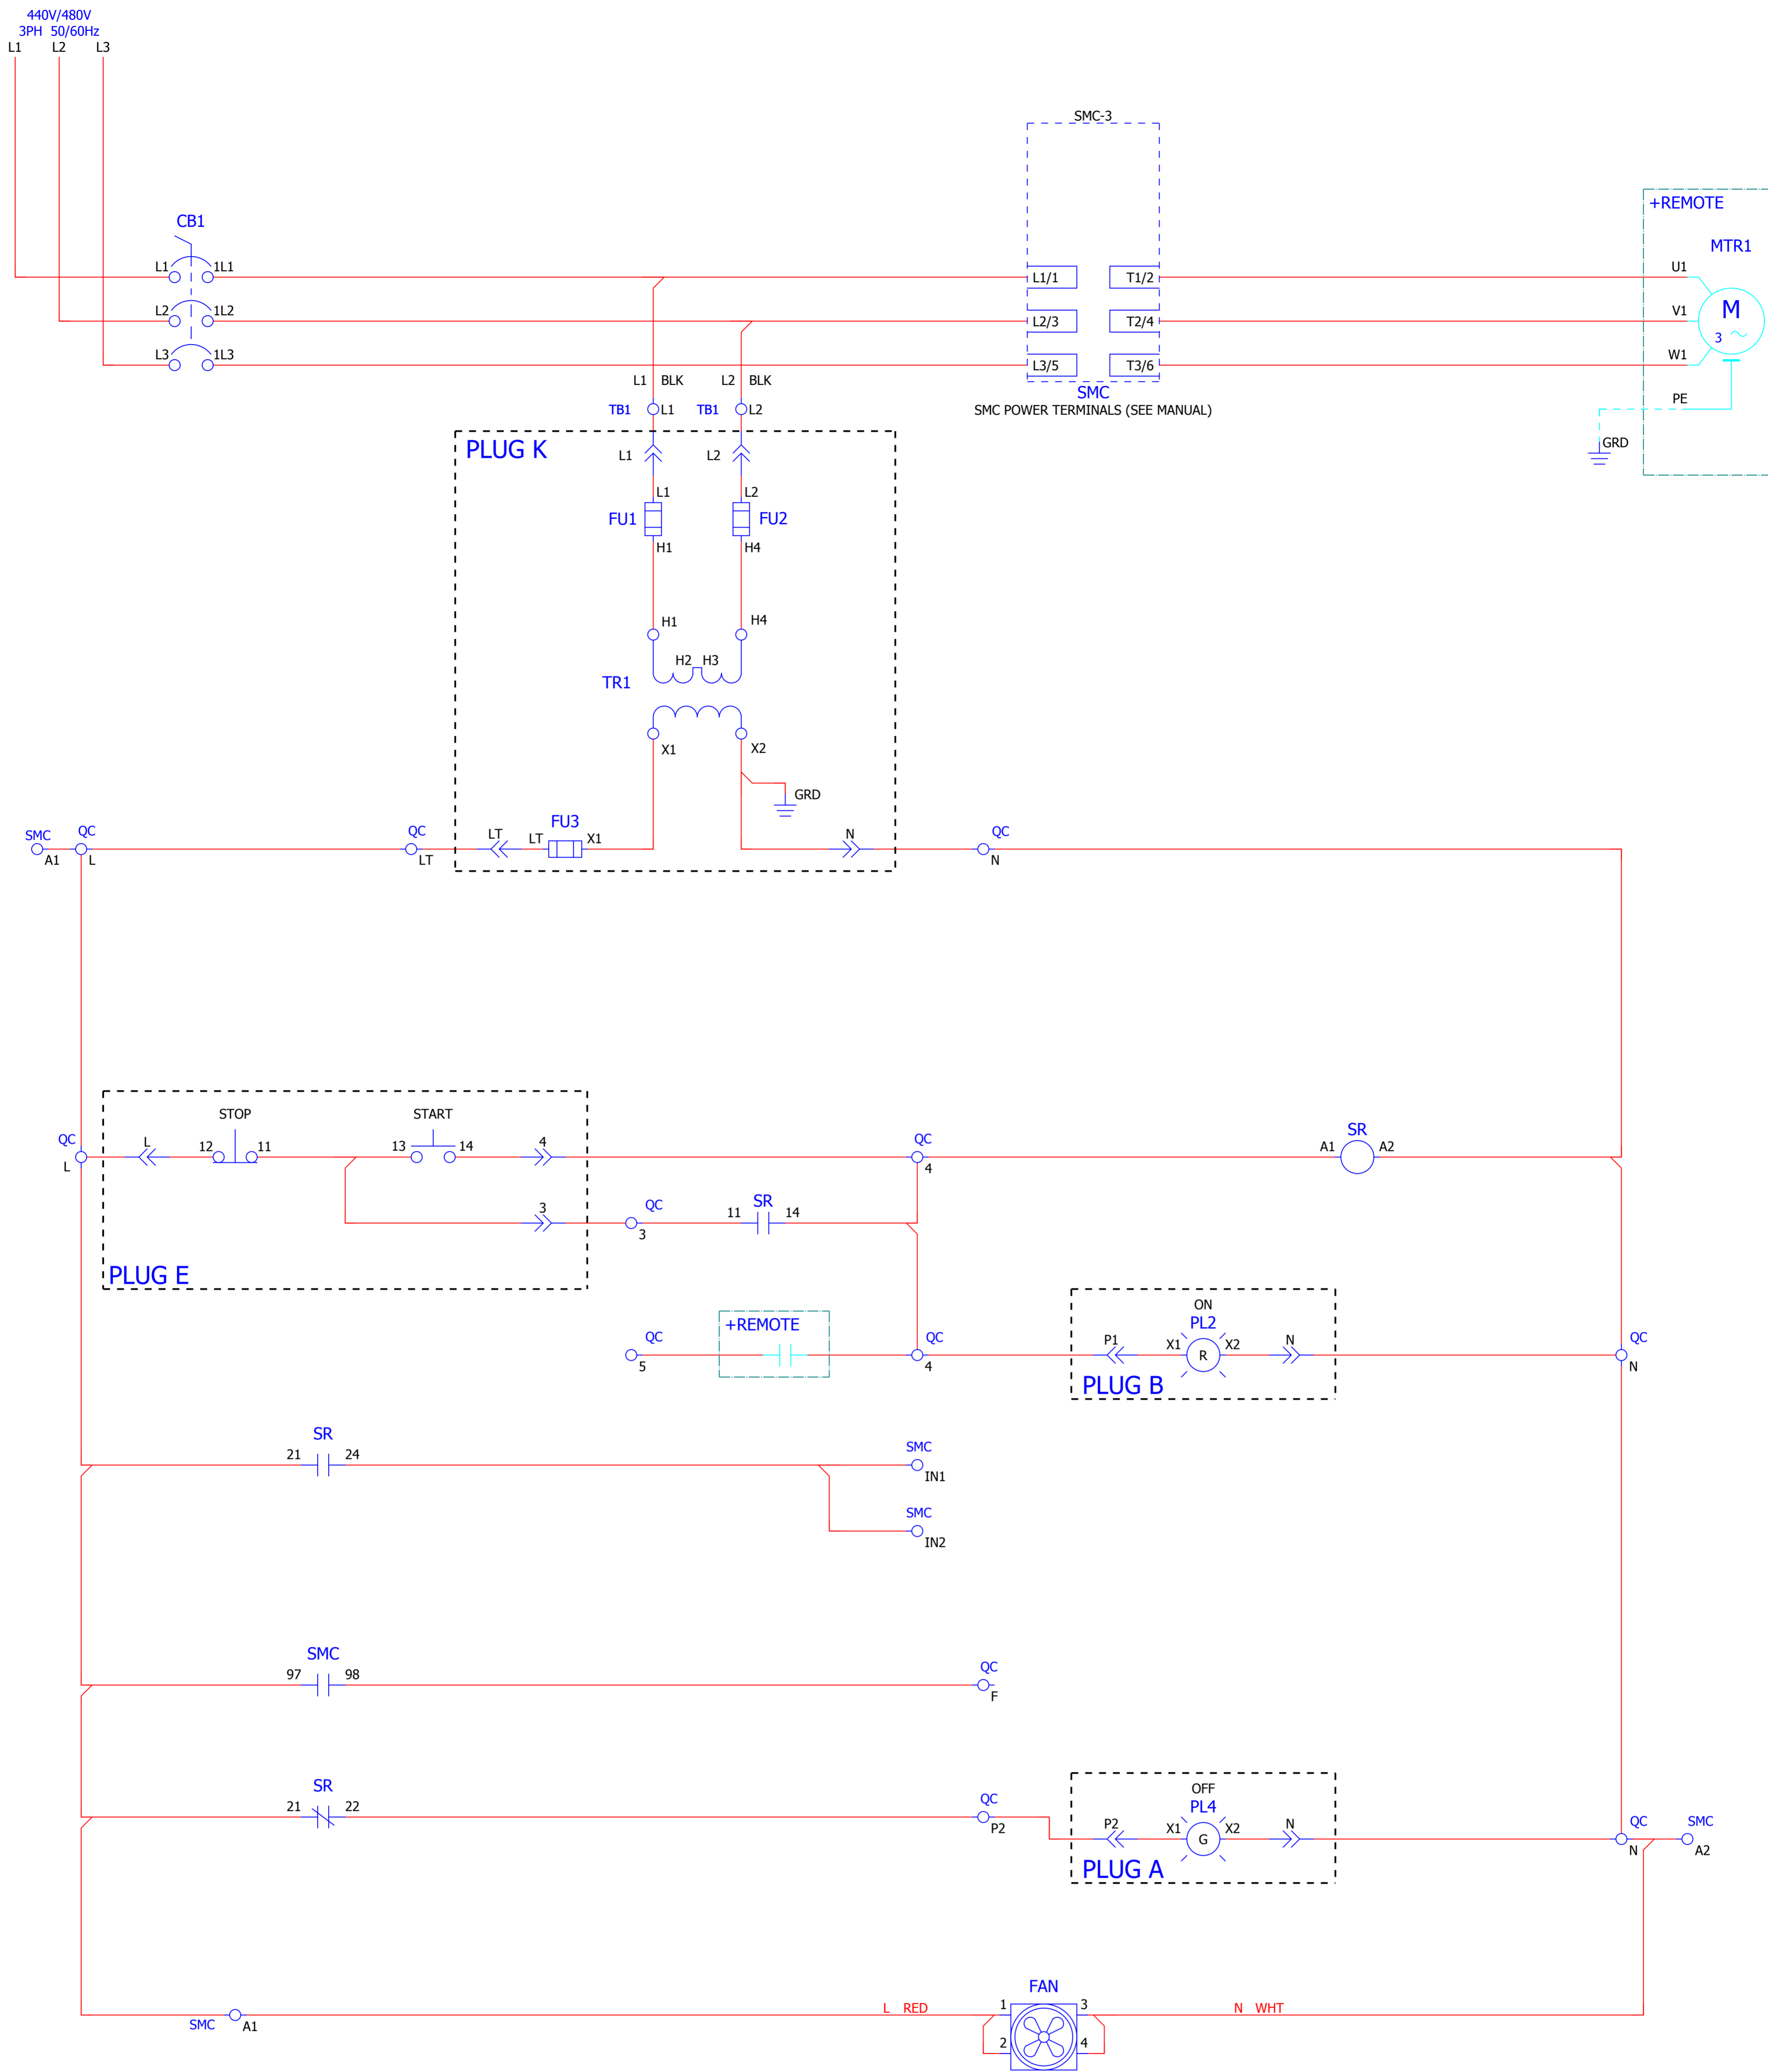 440V/480V
3PH 50/60Hz
L1 L2 L3
SMC-3
+REMOTE
CB1
MTR1
L1 1L1 L1/1 T1/2 U1
L2 1L2 L2/3 T2/4 V1
M
3
L3 1L3 L3/5 T3/6 W1
L1 BLK L2 BLK
SMC
PE
TB1 L1 TB1 L2
SMC POWER TERMINALS (SEE MANUAL)
GRD
PLUG K
L1 L2
L1 L2
FU1 FU2
H1 H4
H1 H4
H2 H3
TR1
X1 X2
GRD
FU3
SMC QC QC LT LT X1 N QC
A1 L LT N
STOP START
QC L 12 11 13 14 4 QC SR
A1 A2
L 4
3 QC 11 SR 14
3
PLUG E
ON
+REMOTE PL2
QC QC P1 X1 R X2 N QC
5 4 N
PLUG B
SR
21 24 SMC
IN1
SMC
IN2
SMC
97 98 QC
F
SR OFF
21 22 QC PL4
P2 P2 X1 G X2 N QC SMC
N A2
PLUG A
FAN
L RED 1 3 N WHT
SMC A1
2 4